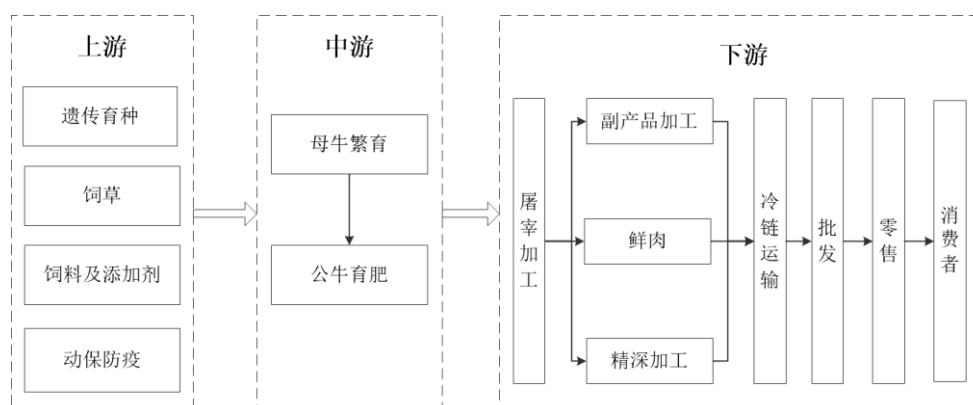 上游
遗传育种
饲草
饲料及添加剂
动保防疫
中游
母牛繁育
公牛育肥
下游
屠宰加工
副产品加工
鲜肉
精深加工
冷链运输
批发
零售
消费者